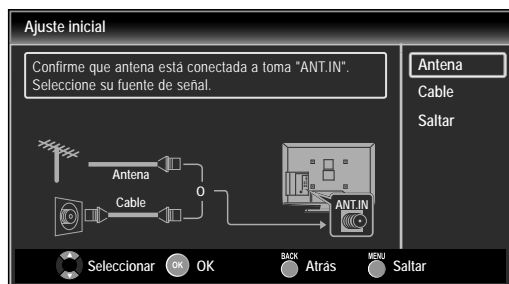 Ajuste inicial
Confirme que antena está conectada a toma "ANT.IN".
Seleccione su fuente de señal.
Antena
Cable
Saltar
Antena
Cable
O
ANT.IN
Seleccionar
OK
OK
BACK
Atrás
MENU
Saltar